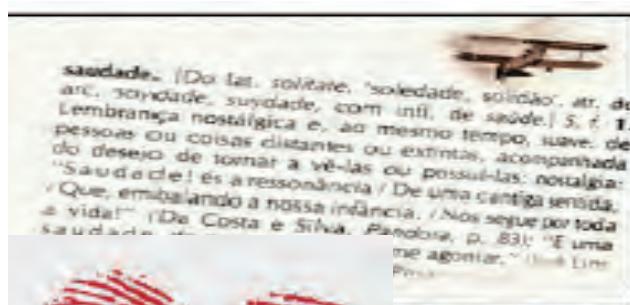 saudade. [Do lat. solitate, 'soledade, solidão', atr. do
arc. soydade, suydade, com infl. de saúde.] S. f. 1.
Lembrança nostálgica e, ao mesmo tempo, suave, de
pessoas ou coisas distantes ou extintas, acompanhada
do desejo de tornar a vê-las ou possuí-las; nostalgia:
"Saudade! és a ressonância / De uma cantiga sentida,
/ Que, embalando a nossa infância, / Nos segue por toda
a vida!" (Da Costa e Silva, Pandora, p. 83); "É uma
saudade me agoniar."